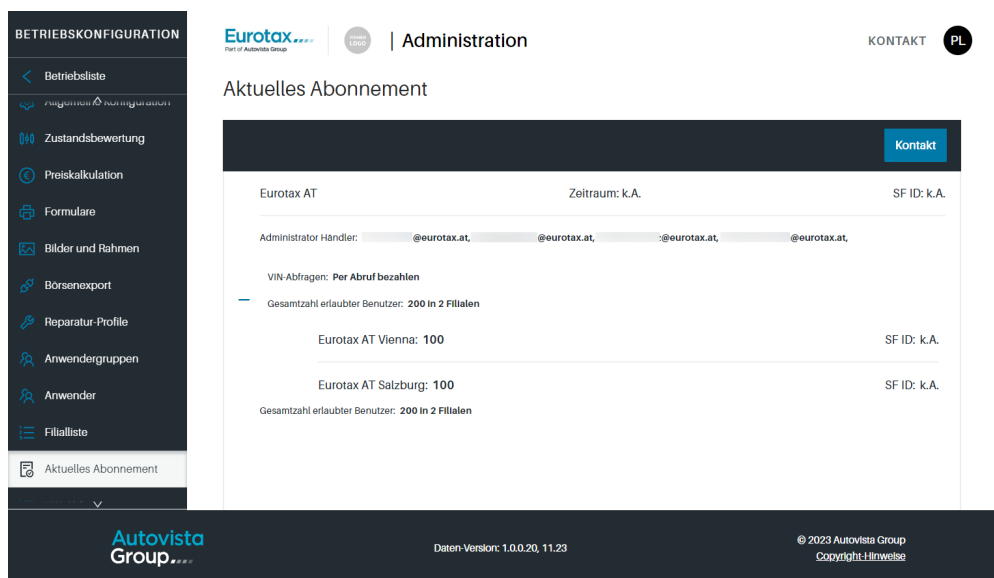 BETRIEBSKONFIGURATION
Betriebsliste
Allgemeine Konfiguration
Zustandsbewertung
Preiskalkulation
Formulare
Bilder und Rahmen
Börsenexport
Reparatur-Profile
Anwendergruppen
Anwender
Filialliste
Aktuelles Abonnement
Eurotax
Part of Autovista Group
LOGO
| Administration
KONTAKT
PL
Aktuelles Abonnement
Kontakt
Eurotax AT Zeitraum: k.A. SF ID: k.A.
Administrator Händler: @eurotax.at, @eurotax.at, :@eurotax.at, @eurotax.at,
VIN-Abfragen: Per Abruf bezahlen
Gesamtzahl erlaubter Benutzer: 200 in 2 Filialen
Eurotax AT Vienna: 100 SF ID: k.A.
Eurotax AT Salzburg: 100 SF ID: k.A.
Gesamtzahl erlaubter Benutzer: 200 in 2 Filialen
Autovista
Group
Daten-Version: 1.0.0.20, 11.23
© 2023 Autovista Group
Copyright-Hinweise